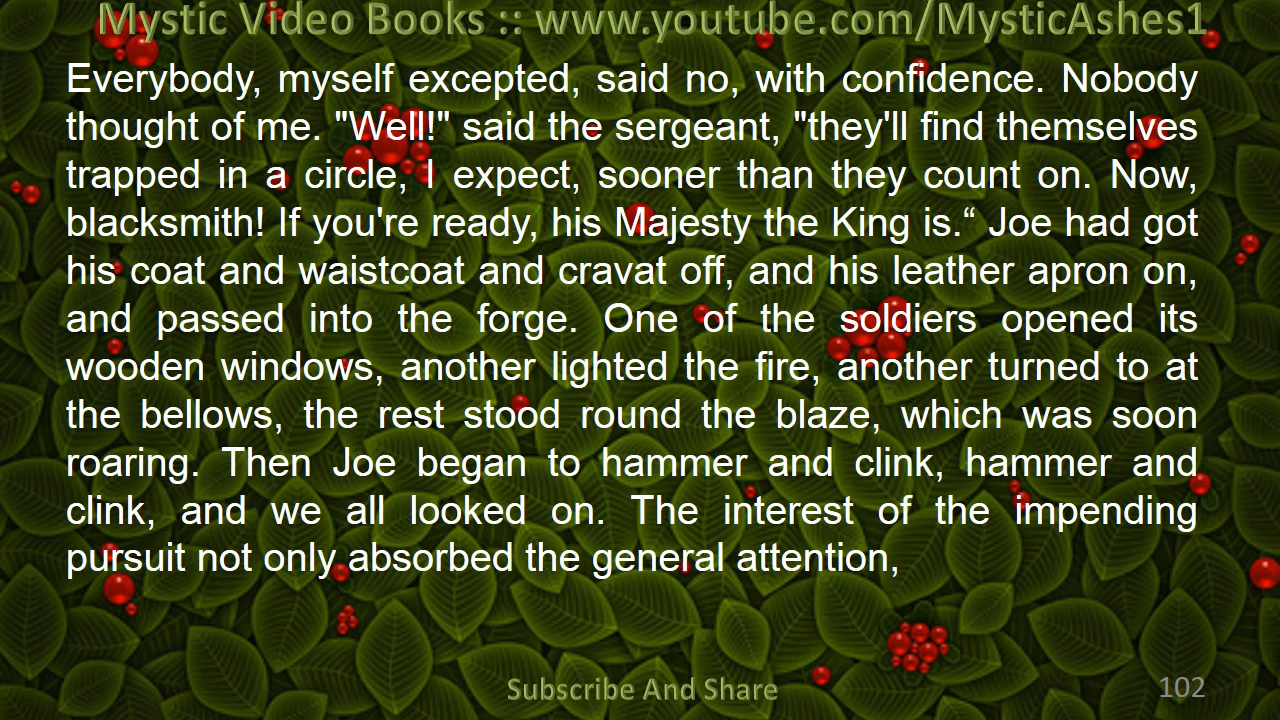 Mystic Video Books :: www.youtube.com/MysticAshes1
Everybody, myself excepted, said no, with confidence. Nobody
thought of me. "Well!" said the sergeant, "they'll find themselves
trapped in a circle, I expect, sooner than they count on. Now,
blacksmith! If you're ready, his Majesty the King is.“ Joe had got
his coat and waistcoat and cravat off, and his leather apron on,
and passed into the forge. One of the soldiers opened its
wooden windows, another lighted the fire, another turned to at
the bellows, the rest stood round the blaze, which was soon
roaring. Then Joe began to hammer and clink, hammer and
clink, and we all looked on. The interest of the impending
pursuit not only absorbed the general attention,
Subscribe And Share
102